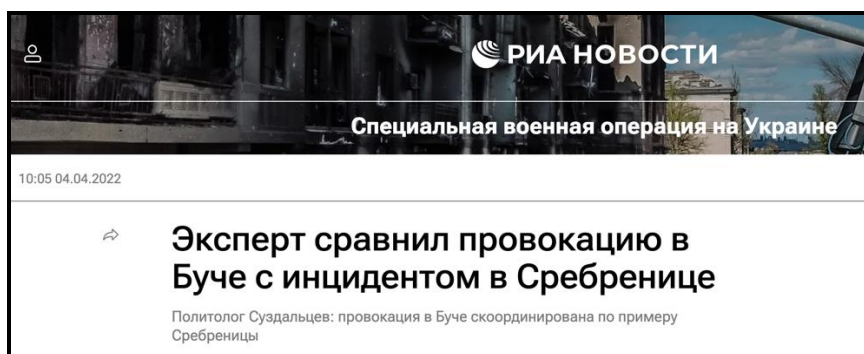 РИА НОВОСТИ
Специальная военная операция на Украине
10:05 04.04.2022
Эксперт сравнил провокацию в
Буче с инцидентом в Сребренице
Политолог Суздальцев: провокация в Буче скоординирована по примеру
Сребреницы